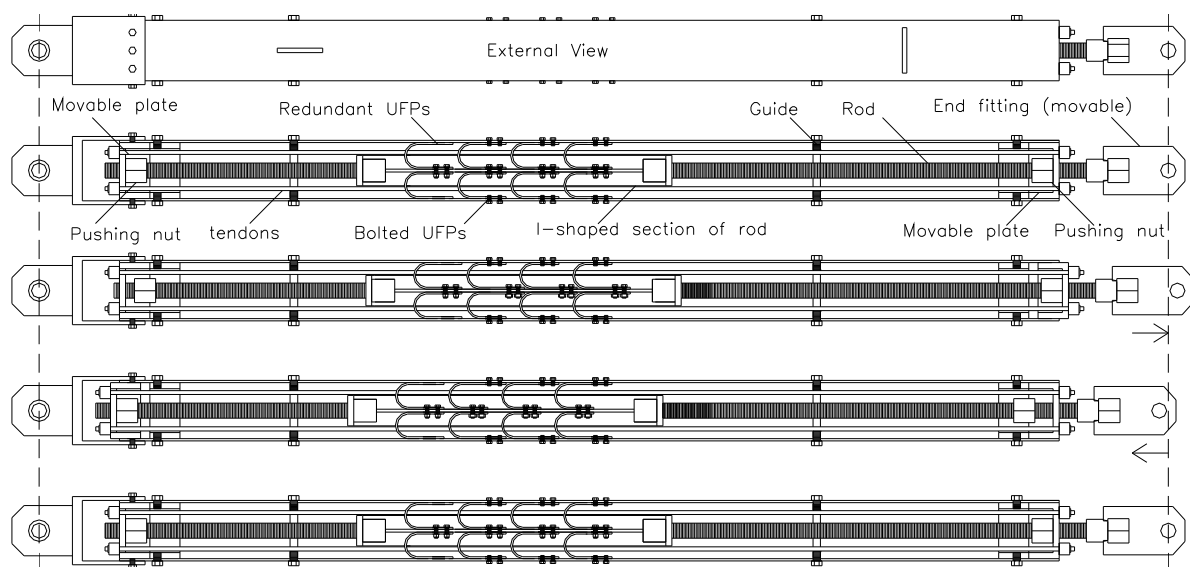 External View
Movable plate
Redundant UFPs
Guide
Rod
End fitting (movable)
Pushing nut
tendons
Bolted UFPs
I-shaped section of rod
Movable plate
Pushing nut